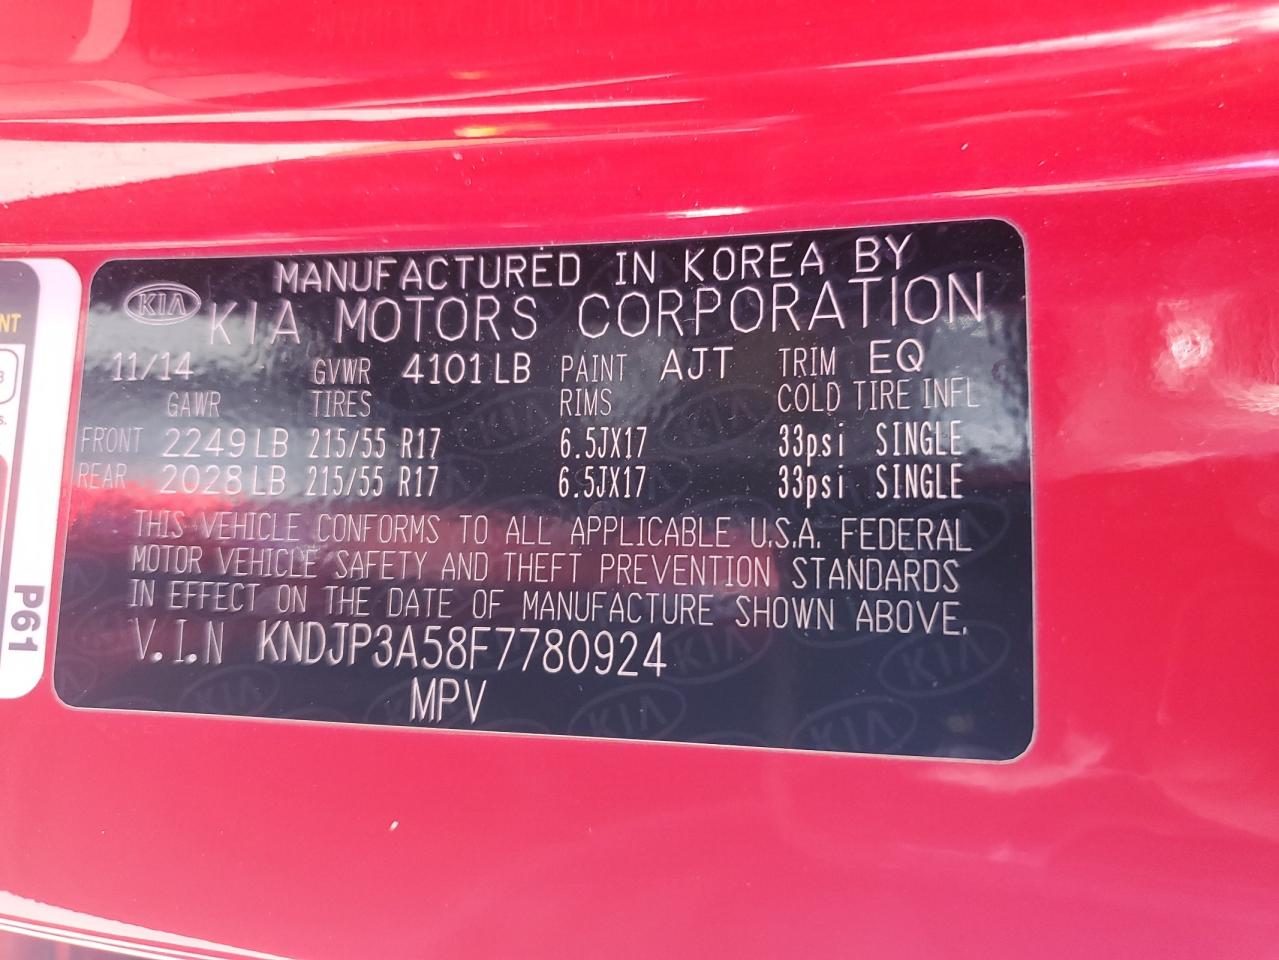 MANUFACTURED IN KOREA BY
KIA KIA MOTORS CORPORATION
11/14 GVWR 4101 LB PAINT AJT TRIM EQ
GAWR TIRES RIMS COLD TIRE INFL
FRONT 2249 LB 215/55 R17 6.5JX17 33psi SINGLE
REAR 2028 LB 215/55 R17 6.5JX17 33psi SINGLE
THIS VEHICLE CONFORMS TO ALL APPLICABLE U.S.A. FEDERAL
MOTOR VEHICLE SAFETY AND THEFT PREVENTION STANDARDS
IN EFFECT ON THE DATE OF MANUFACTURE SHOWN ABOVE.
V.I.N KNDJP3A58F7780924
MPV
P61